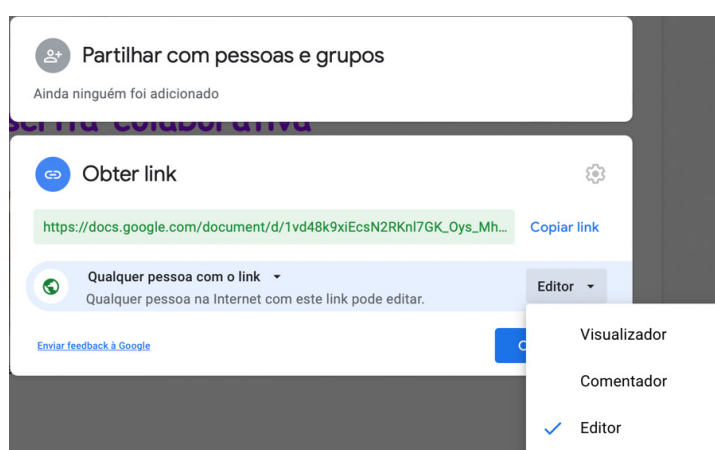 Partilhar com pessoas e grupos
Ainda ninguém foi adicionado
escrita colaborativa
Obter link
https://docs.google.com/document/d/1vd48k9xiEcsN2RKnl7GK_Oys_Mh...
Copiar link
Qualquer pessoa com o link
Qualquer pessoa na Internet com este link pode editar.
Editor
Enviar feedback à Google
Visualizador
Comentador
Editor